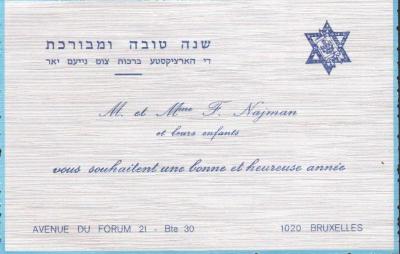 שנה טובה ומבורכת
די הארציקסטע ברכות צום נייעם יאר
M. et Mme F. Najman
et leurs enfants
vous souhaitent une bonne et heureuse année
AVENUE DU FORUM 21 - Bte 30
1020 BRUXELLES